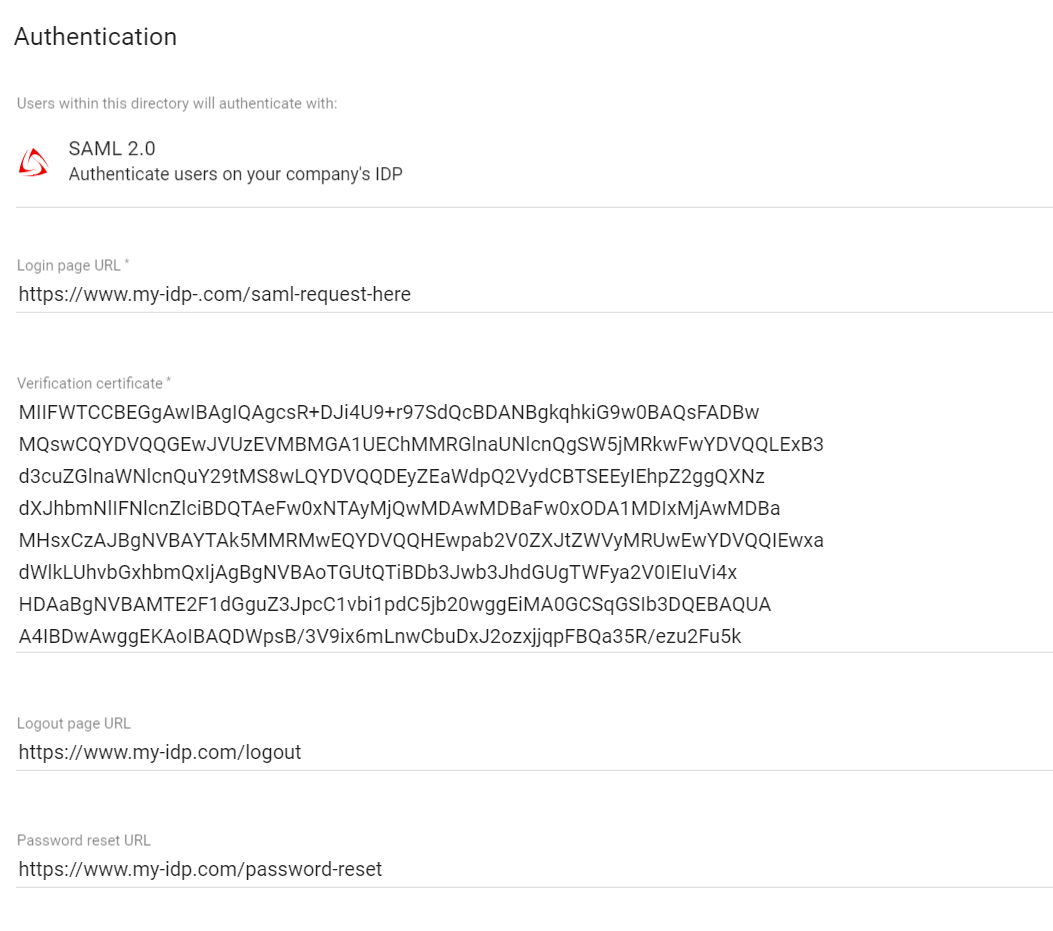 Authentication
Users within this directory will authenticate with:
SAML 2.0
Authenticate users on your company's IDP
Login page URL *
https://www.my-idp-.com/saml-request-here
Verification certificate *
MIIFWTCCBEGgAwIBAgIQAgcsR+DJi4U9+r97SdQcBDANBgkqhkiG9w0BAQsFADBw
MQswCQYDVQQGEwJVUzEVMBMGA1UEChMMRGlnaUNlcnQgSW5jMRkwFwYDVQQLExB3
d3cuZGlnaWNlcnQuY29tMS8wLQYDVQQDEyZEaWdpQ2VydCBTSEEyIEhpZ2ggQXNz
dXJhbmNlIFNlcnZlciBDQTAeFw0xNTAyMjQwMDAwMDBaFw0xODA1MDIxMjAwMDBa
MHsxCzAJBgNVBAYTAk5MMRMwEQYDVQQHEwpab2V0ZXJtZWVyMRUwEwYDVQQIEwxa
dWlkLUhvbGxhbmQxIjAgBgNVBAoTGUtQTiBDb3Jwb3JhdGUgTWFya2V0IEIuVi4x
HDAaBgNVBAMTE2F1dGguZ3JpcC1vbi1pdC5jb20wggEiMA0GCSqGSIb3DQEBAQUA
A4IBDwAwggEKAoIBAQDWpsB/3V9ix6mLnwCbuDxJ2ozxjjqpFBQa35R/ezu2Fu5k
Logout page URL
https://www.my-idp.com/logout
Password reset URL
https://www.my-idp.com/password-reset